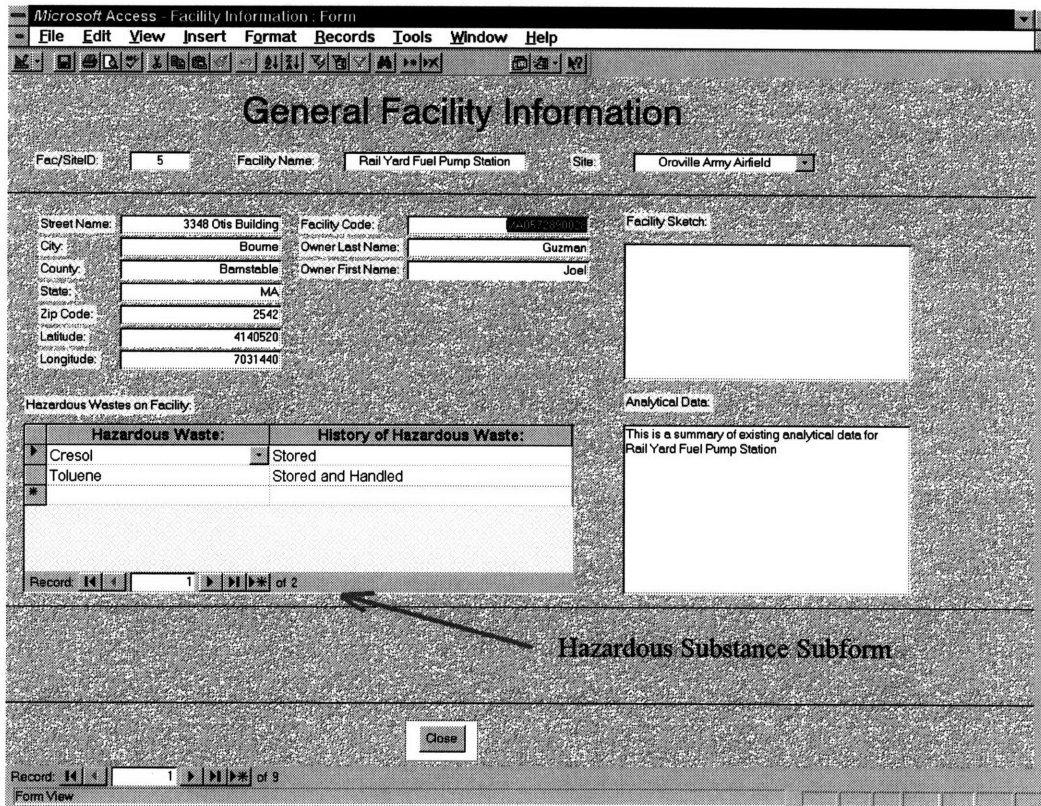 Microsoft Access - Facility Information : Form
File Edit View Insert Format Records Tools Window Help
General Facility Information
Fac/SiteID: 5 Facility Name: Rail Yard Fuel Pump Station Site: Oroville Army Airfield
Street Name: 3348 Otis Building Facility Code: Facility Sketch:
City: Bourne Owner Last Name: Guzman
County: Barnstable Owner First Name: Joel
State: MA
Zip Code: 2542
Latitude: 4140520
Longitude: 7031440
Hazardous Wastes on Facility: Analytical Data:
Hazardous Waste: History of Hazardous Waste:
Cresol Stored
Toluene Stored and Handled
This is a summary of existing analytical data for
Rail Yard Fuel Pump Station
Record: 1 of 2
Hazardous Substance Subform
Close
Record: 1 of 9
Form View